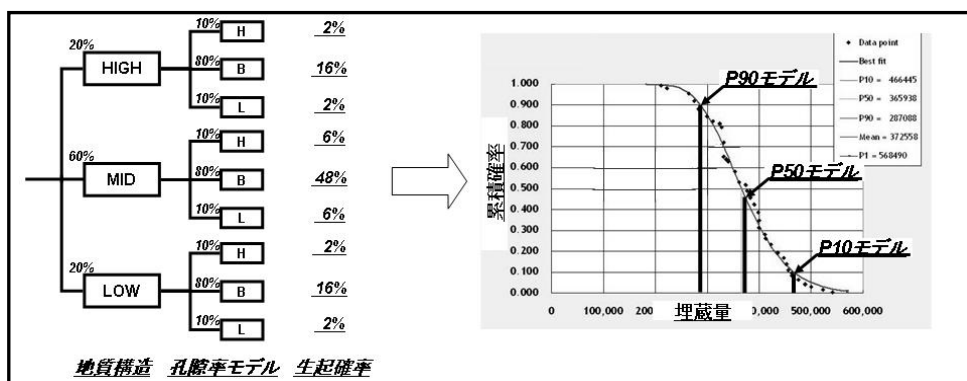 20%
HIGH
10%
H
2%
80%
B
16%
10%
L
2%
60%
MID
10%
H
6%
80%
B
48%
10%
L
6%
20%
LOW
10%
H
2%
80%
B
16%
10%
L
2%
地質構造 孔隙率モデル 生起確率
Data point
Best fit
P10 = 466445
P50 = 365938
P90 = 287088
Mean = 372558
P1 = 568490
P90モデル
P50モデル
P10モデル
累積確率
1.000
0.900
0.800
0.700
0.600
0.500
0.400
0.300
0.200
0.100
0.000
0 100,000 200 3,000 400,000 600,000
埋蔵量